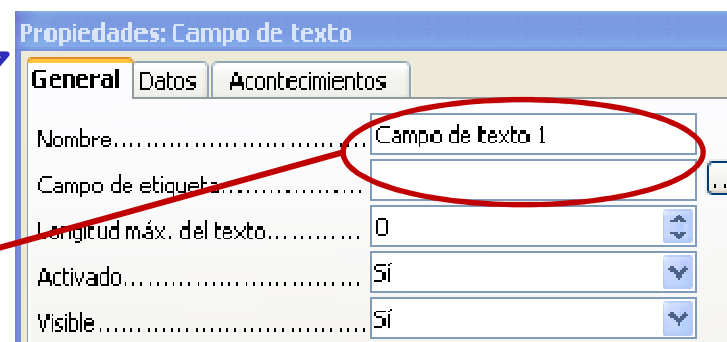 Propiedades: Campo de texto
General Datos Acontecimientos
Nombre.............................. Campo de texto 1
Campo de etiqueta................. ...
Longitud máx. del texto............ 0
Activado............................. Sí
Visible................................ Sí